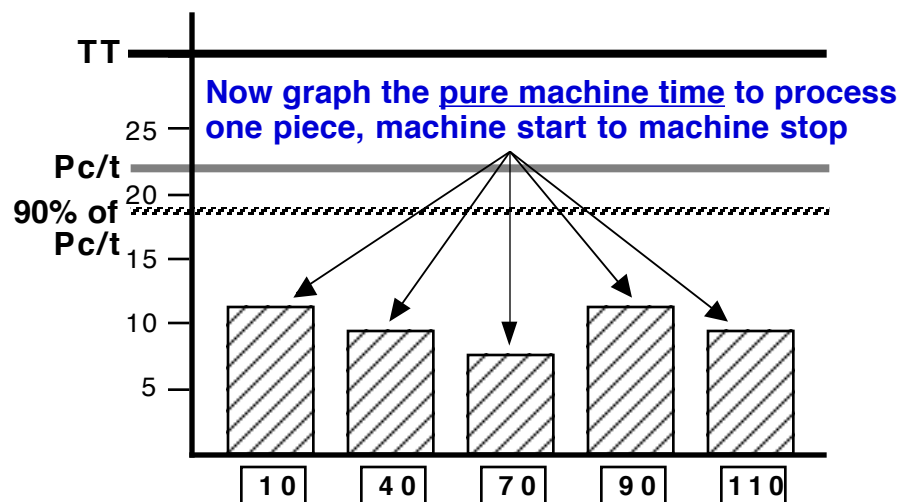 TT
Now graph the pure machine time to process
one piece, machine start to machine stop
25
Pc/t
20
90% of
Pc/t
15
10
5
10 40 70 90 110